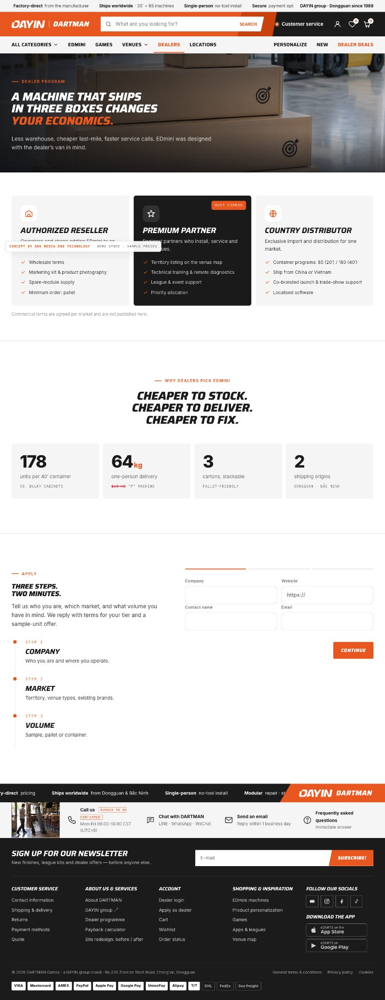 Factory-direct from the manufacturer
Ships worldwide · 20' = 85 machines
Single-person no-tool install
Secure payment opti
DAYIN group · Dongguan since 1989
DAYIN DARTMAN
What are you looking for?
SEARCH
Customer service
0
0
ALL CATEGORIES
EDMINI
GAMES
VENUES
DEALERS
LOCATIONS
PERSONALIZE
NEW
DEALER DEALS
DEALER PROGRAM
A MACHINE THAT SHIPS
IN THREE BOXES CHANGES
YOUR ECONOMICS.
Less warehouse, cheaper last-mile, faster service calls. EDmini was designed
with the dealer's van in mind.
AUTHORIZED RESELLER
Operators and shops adding EDmini to an
Wholesale terms
Marketing kit & product photography
Spare-module supply
Minimum order: pallet
MOST COMMON
PREMIUM PARTNER
Regional partners who install, service and
Territory listing on the venue map
Technical training & remote diagnostics
League & event support
Priority allocation
COUNTRY DISTRIBUTOR
Exclusive import and distribution for one
market.
Container programs: 85 (20') / 180 (40')
Ship from China or Vietnam
Co-branded launch & trade-show support
Localised software
CONCEPT BY BBK MEDIA AND TECHNOLOGY · DEMO STORE · SAMPLE PRICES
Commercial terms are agreed per market and are not published here.
WHY DEALERS PICK EDMINI
CHEAPER TO STOCK.
CHEAPER TO DELIVER.
CHEAPER TO FIX.
178
units per 40' container
VS. BULKY CABINETS
64kg
one-person delivery
"P" MACHINE
3
cartons, stackable
PALLET-FRIENDLY
2
shipping origins
DONGGUAN · BẮC NINH
APPLY
THREE STEPS.
TWO MINUTES.
Tell us who you are, which market, and what volume you
have in mind. We reply with terms for your tier and a
sample-unit offer.
STEP 1
COMPANY
Who you are and where you operate.
STEP 2
MARKET
Territory, venue types, existing brands.
STEP 3
VOLUME
Sample, pallet or container.
Company
Website
https://
Contact name
Email
CONTINUE
y-direct pricing
Ships worldwide from Dongguan & Bắc Ninh
Single-person no-tool install
Modular repair · st
DAYIN DARTMAN
Call us NUMBER TO BE
CONFIRMED
Mon–Fri 09:00–18:00 CST
(UTC+8)
Chat with DARTMAN
LINE · WhatsApp · WeChat
Send an email
Reply within 1 business day
Frequently asked
questions
Immediate answer
SIGN UP FOR OUR NEWSLETTER
New finishes, league kits and dealer offers — before anyone else.
E-mail
SUBSCRIBE!
CUSTOMER SERVICE
Contact information
Shipping & delivery
Returns
Payment methods
Quote
ABOUT US & SERVICES
About DARTMAN
DAYIN group ↗
Dealer programme
Payback calculator
Site redesign: before / after
ACCOUNT
Dealer login
Apply as dealer
Cart
Wishlist
Order status
SHOPPING & INSPIRATION
EDmini machines
Product personalization
Games
Apps & leagues
Venue map
FOLLOW OUR SOCIALS
DOWNLOAD THE APP
eDARTS on the
App Store
eDARTS on
Google Play
© 2026 DARTMAN Games · a DAYIN group brand · No.220 Zhen'an West Road, Chang'an, Dongguan
General terms & conditions
Privacy policy
Cookies
VISA
Mastercard
AMEX
PayPal
Apple Pay
Google Pay
UnionPay
Alipay
T/T
DHL
FedEx
Sea freight